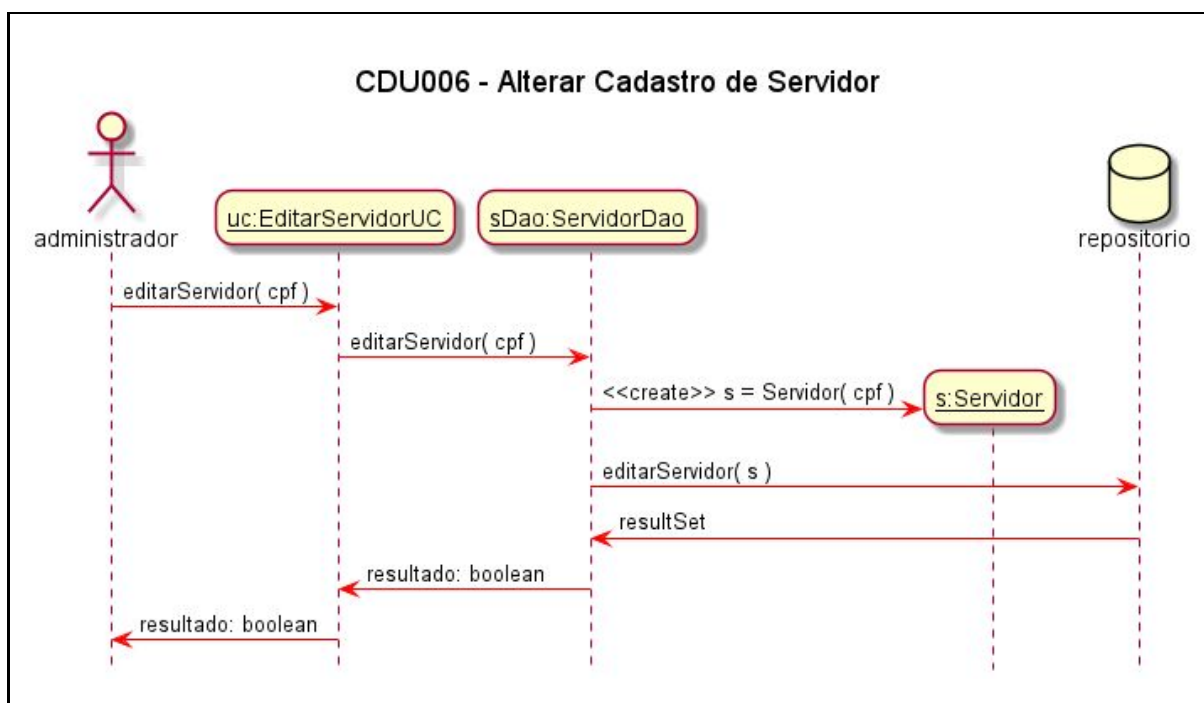 CDU006 - Alterar Cadastro de Servidor
administrador
uc:EditarServidorUC
sDao:ServidorDao
repositorio
editarServidor( cpf )
editarServidor( cpf )
<<create>> s = Servidor( cpf )
s:Servidor
editarServidor( s )
resultSet
resultado: boolean
resultado: boolean